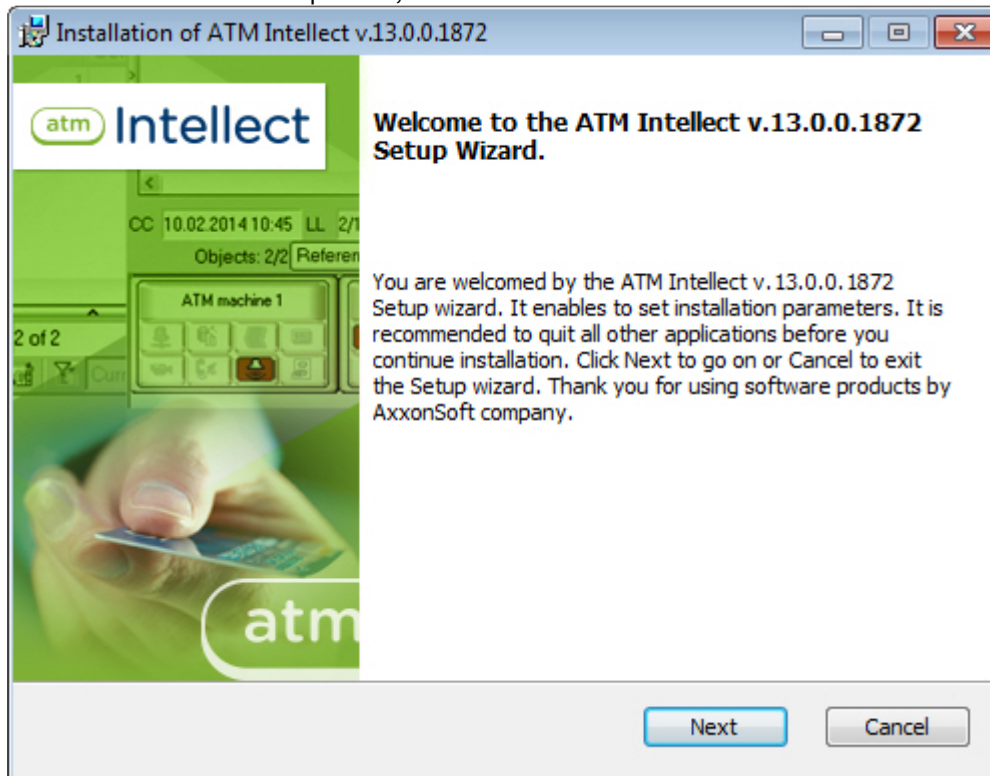 Installation of ATM Intellect v.13.0.0.1872
atm Intellect
Welcome to the ATM Intellect v.13.0.0.1872
Setup Wizard.
CC 10.02.2014 10:45 LL 2/1
Objects: 2/2 Referen
ATM machine 1
2 of 2
Curr
You are welcomed by the ATM Intellect v.13.0.0.1872
Setup wizard. It enables to set installation parameters. It is
recommended to quit all other applications before you
continue installation. Click Next to go on or Cancel to exit
the Setup wizard. Thank you for using software products by
AxxonSoft company.
atm
Next
Cancel